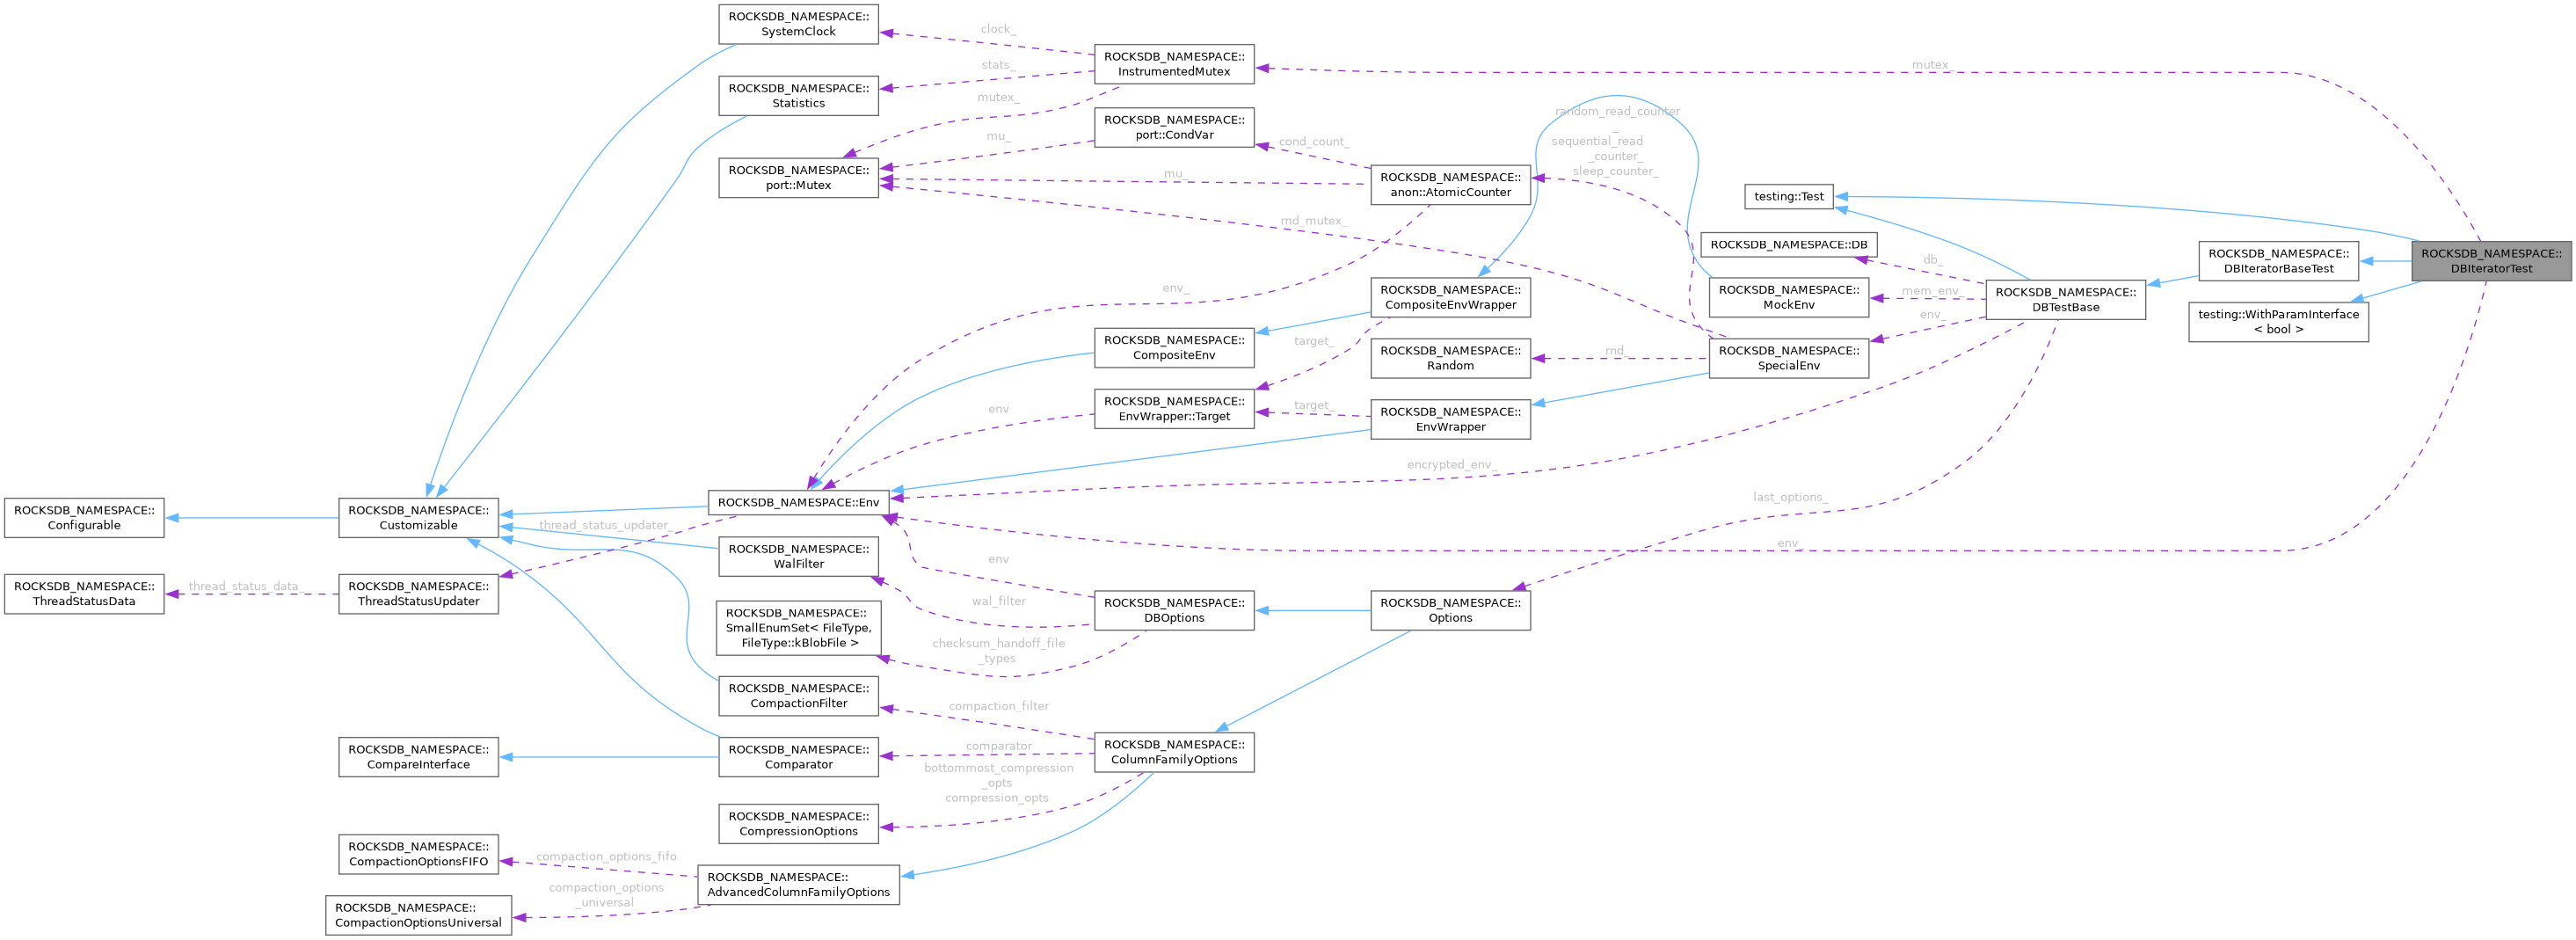 ROCKSDB_NAMESPACE::
SystemClock
clock_
ROCKSDB_NAMESPACE::
InstrumentedMutex
mutex_
stats_
ROCKSDB_NAMESPACE::
Statistics
mutex_
ROCKSDB_NAMESPACE::
port::CondVar
random_read_counter
_
sequential_read
_counter_
sleep_counter_
mu_
cond_count_
ROCKSDB_NAMESPACE::
port::Mutex
mu_
ROCKSDB_NAMESPACE::
anon::AtomicCounter
testing::Test
rnd_mutex_
ROCKSDB_NAMESPACE::DB
ROCKSDB_NAMESPACE::
DBIteratorBaseTest
ROCKSDB_NAMESPACE::
DBIteratorTest
db_
env_
ROCKSDB_NAMESPACE::
CompositeEnvWrapper
ROCKSDB_NAMESPACE::
MockEnv
mem_env_
ROCKSDB_NAMESPACE::
DBTestBase
testing::WithParamInterface
< bool >
env_
ROCKSDB_NAMESPACE::
CompositeEnv
target_
ROCKSDB_NAMESPACE::
Random
rnd_
ROCKSDB_NAMESPACE::
SpecialEnv
ROCKSDB_NAMESPACE::
EnvWrapper::Target
env
target_
ROCKSDB_NAMESPACE::
EnvWrapper
encrypted_env_
last_options_
ROCKSDB_NAMESPACE::
Configurable
ROCKSDB_NAMESPACE::
Customizable
ROCKSDB_NAMESPACE::Env
thread_status_updater_
env_
ROCKSDB_NAMESPACE::
WalFilter
env
ROCKSDB_NAMESPACE::
ThreadStatusData
thread_status_data_
ROCKSDB_NAMESPACE::
ThreadStatusUpdater
wal_filter
ROCKSDB_NAMESPACE::
DBOptions
ROCKSDB_NAMESPACE::
Options
ROCKSDB_NAMESPACE::
SmallEnumSet< FileType,
FileType::kBlobFile >
checksum_handoff_file
_types
ROCKSDB_NAMESPACE::
CompactionFilter
compaction_filter
ROCKSDB_NAMESPACE::
CompareInterface
ROCKSDB_NAMESPACE::
Comparator
comparator
ROCKSDB_NAMESPACE::
ColumnFamilyOptions
bottommost_compression
_opts
compression_opts
ROCKSDB_NAMESPACE::
CompressionOptions
ROCKSDB_NAMESPACE::
CompactionOptionsFIFO
compaction_options_fifo
ROCKSDB_NAMESPACE::
AdvancedColumnFamilyOptions
compaction_options
_universal
ROCKSDB_NAMESPACE::
CompactionOptionsUniversal